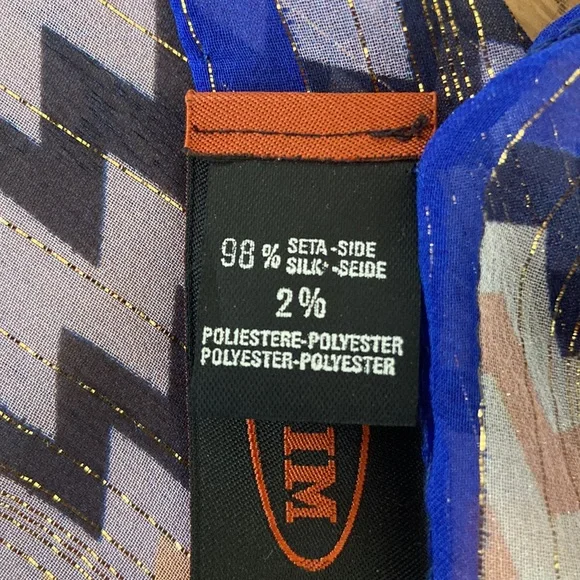 98% SETA-SIDE
SILK*-SEIDE
2%
POLIESTERE-POLYESTER
POLYESTER-POLYESTER